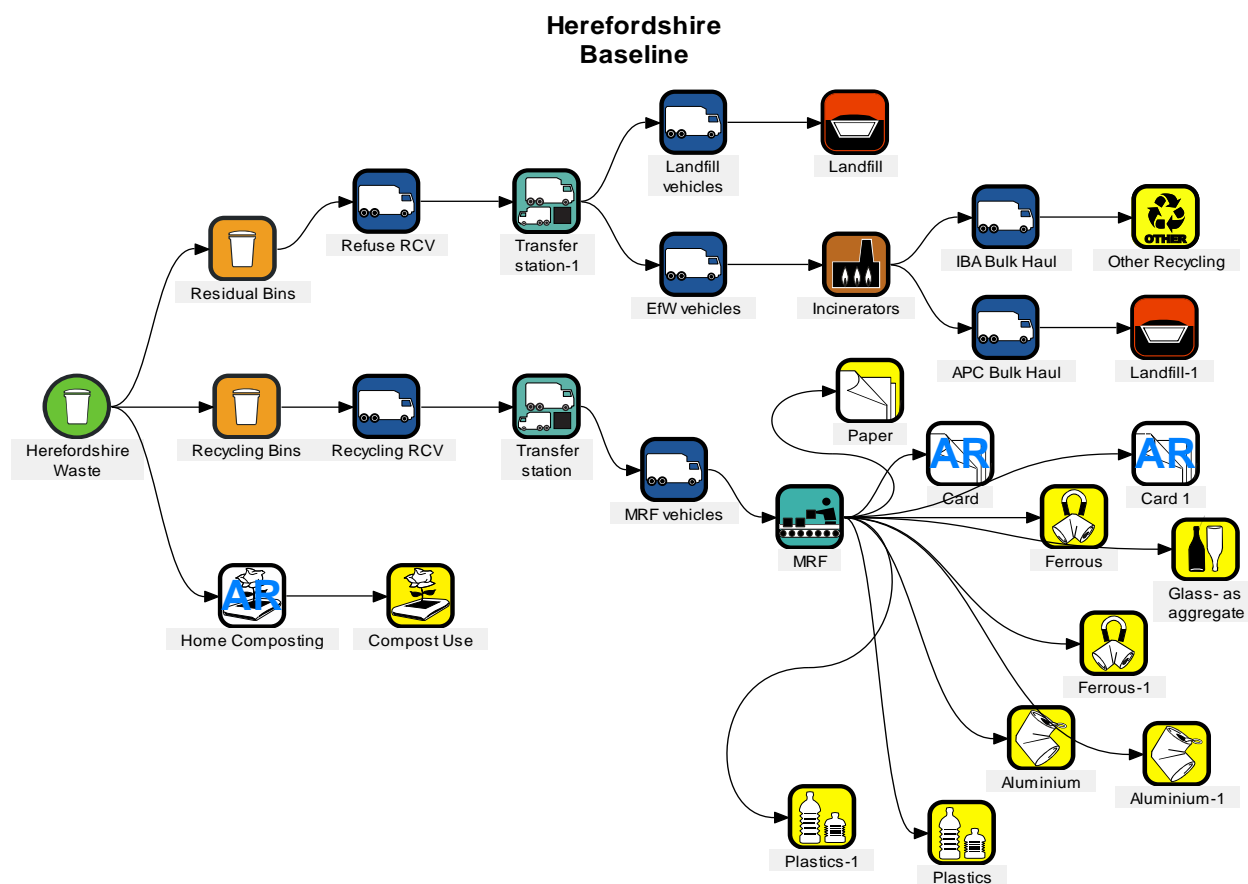 Herefordshire
Baseline
Landfill
vehicles
Landfill
Refuse RCV
Transfer
station-1
OTHER
IBA Bulk Haul
Other Recycling
Residual Bins
EfW vehicles
Incinerators
APC Bulk Haul
Landfill-1
Herefordshire
Waste
Recycling Bins
Recycling RCV
Transfer
station
Paper
AR
Card
AR
Card 1
MRF vehicles
MRF
Ferrous
Glass- as
aggregate
AR
Home Composting
Compost Use
Ferrous-1
Aluminium
Aluminium-1
Plastics-1
Plastics